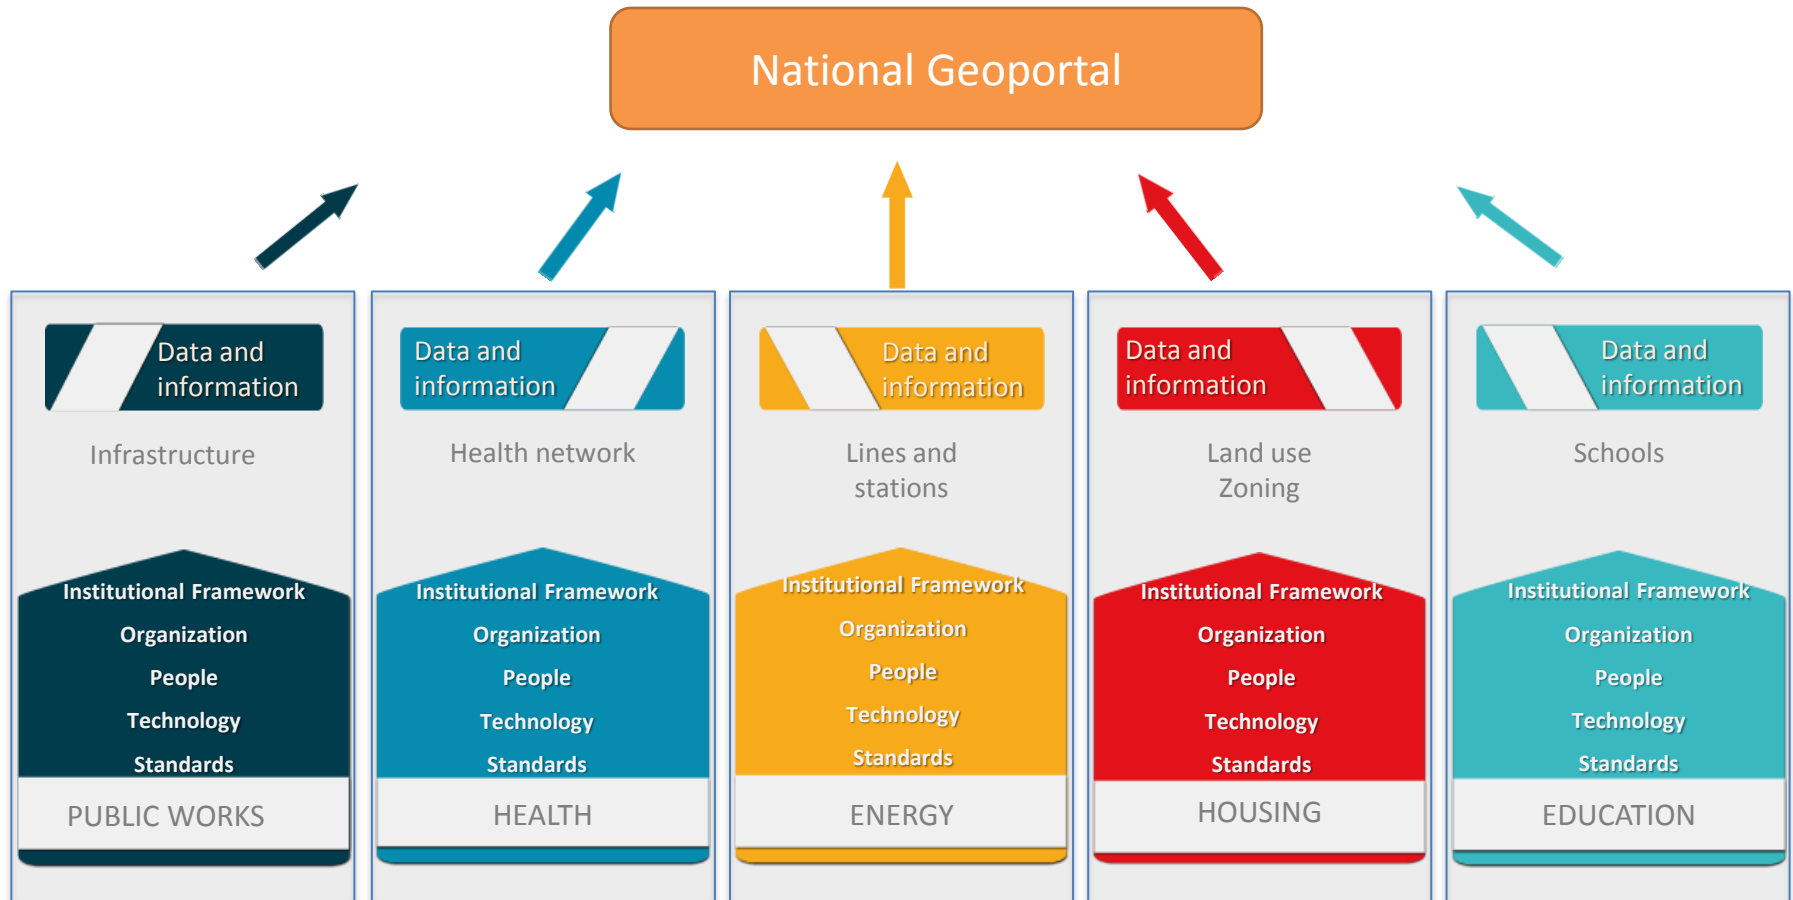 National Geoportal
Data and
information
Infrastructure
Institutional Framework
Organization
People
Technology
Standards
PUBLIC WORKS
Data and
information
Health network
Institutional Framework
Organization
People
Technology
Standards
HEALTH
Data and
information
Lines and
stations
Institutional Framework
Organization
People
Technology
Standards
ENERGY
Data and
information
Land use
Zoning
Institutional Framework
Organization
People
Technology
Standards
HOUSING
Data and
information
Schools
Institutional Framework
Organization
People
Technology
Standards
EDUCATION